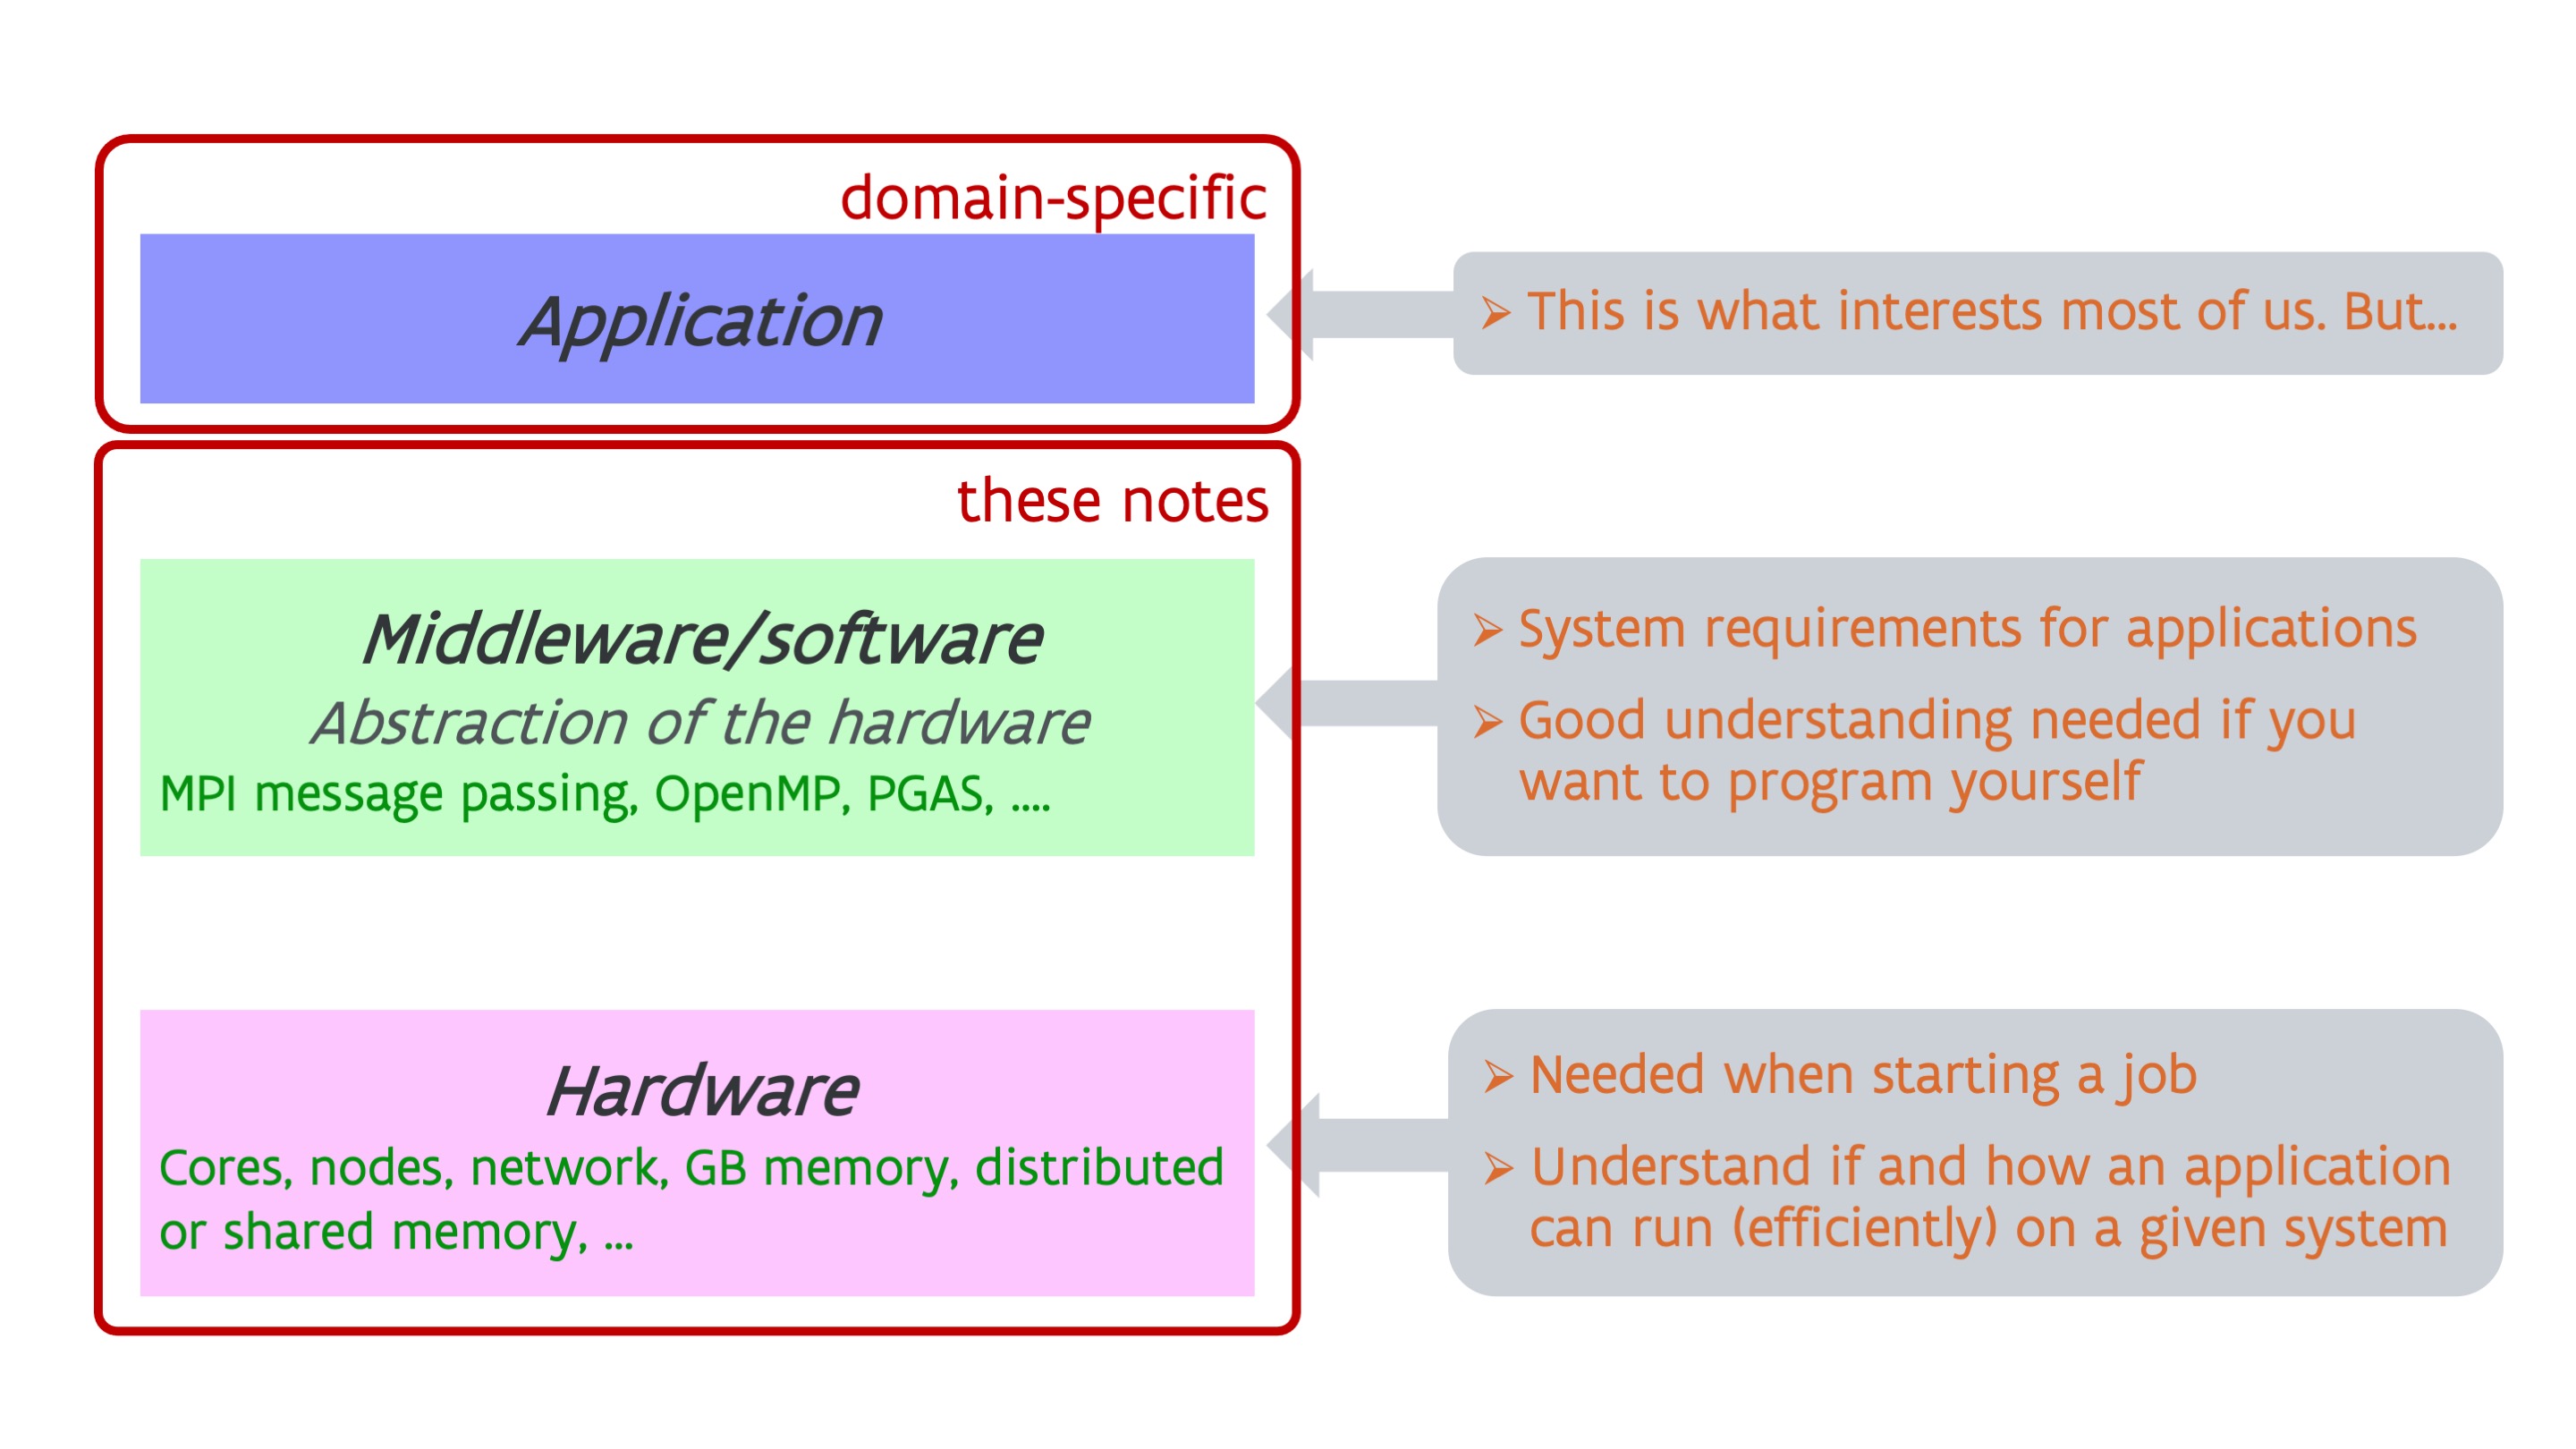 domain-specific
Application
➢ This is what interests most of us. But...
these notes
Middleware/software
Abstraction of the hardware
MPI message passing, OpenMP, PGAS, ....
➢ System requirements for applications
➢ Good understanding needed if you
want to program yourself
Hardware
Cores, nodes, network, GB memory, distributed
or shared memory, ...
➢ Needed when starting a job
➢ Understand if and how an application
can run (efficiently) on a given system